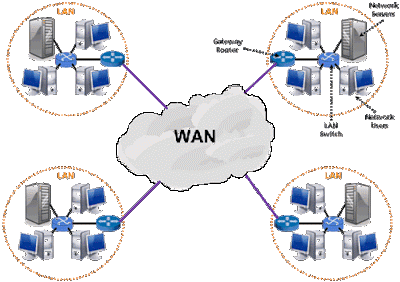 LAN
LAN
Network
Servers
Gateway
Router
LAN
Switch
Network
Users
WAN
LAN
LAN